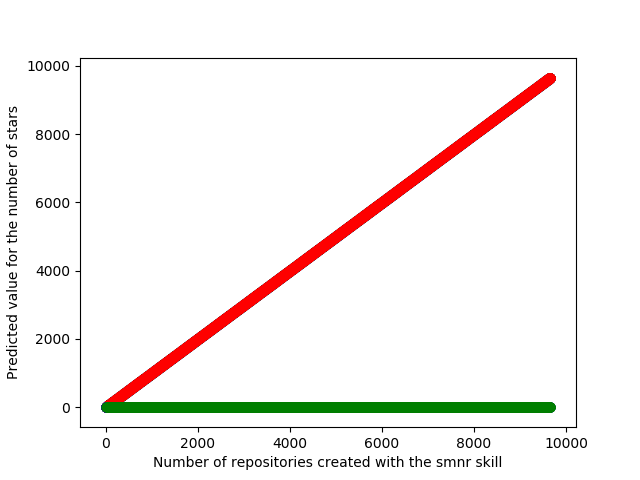 10000
8000
6000
4000
2000
0
Predicted value for the number of stars
0 2000 4000 6000 8000 10000
Number of repositories created with the smnr skill